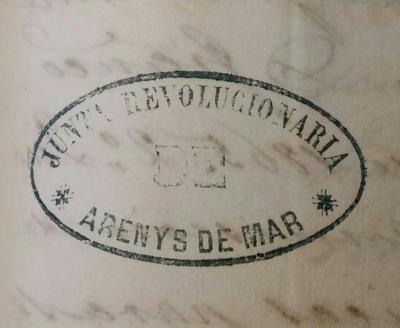 JUNTA REVOLUCIONARIA
DE
ARENYS DE MAR